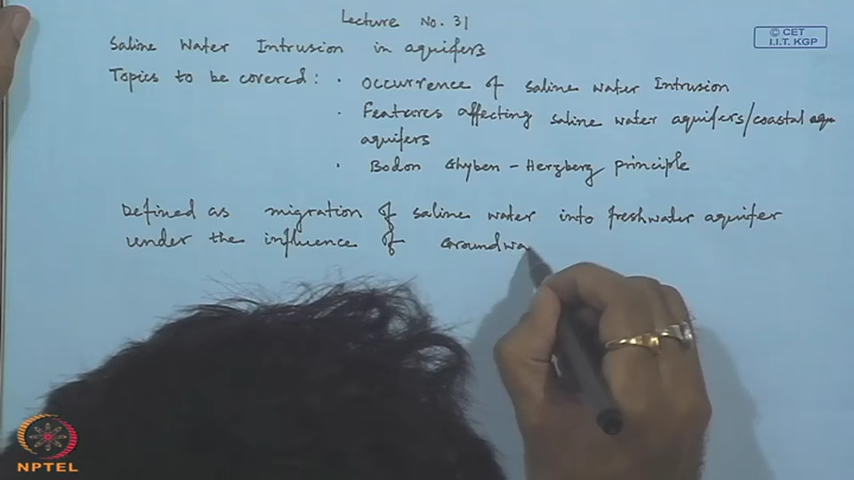 Lecture No. 31
© CET
I.I.T. KGP
Saline Water Intrusion in aquifers
Topics to be covered : · Occurrence of saline water Intrusion
· Features affecting saline water aquifers/coastal aqu
aquifers
· Bodon Ghyben - Herzberg principle
Defined as migration of saline water into freshwater aquifer
under the influence of Groundwa
NPTEL